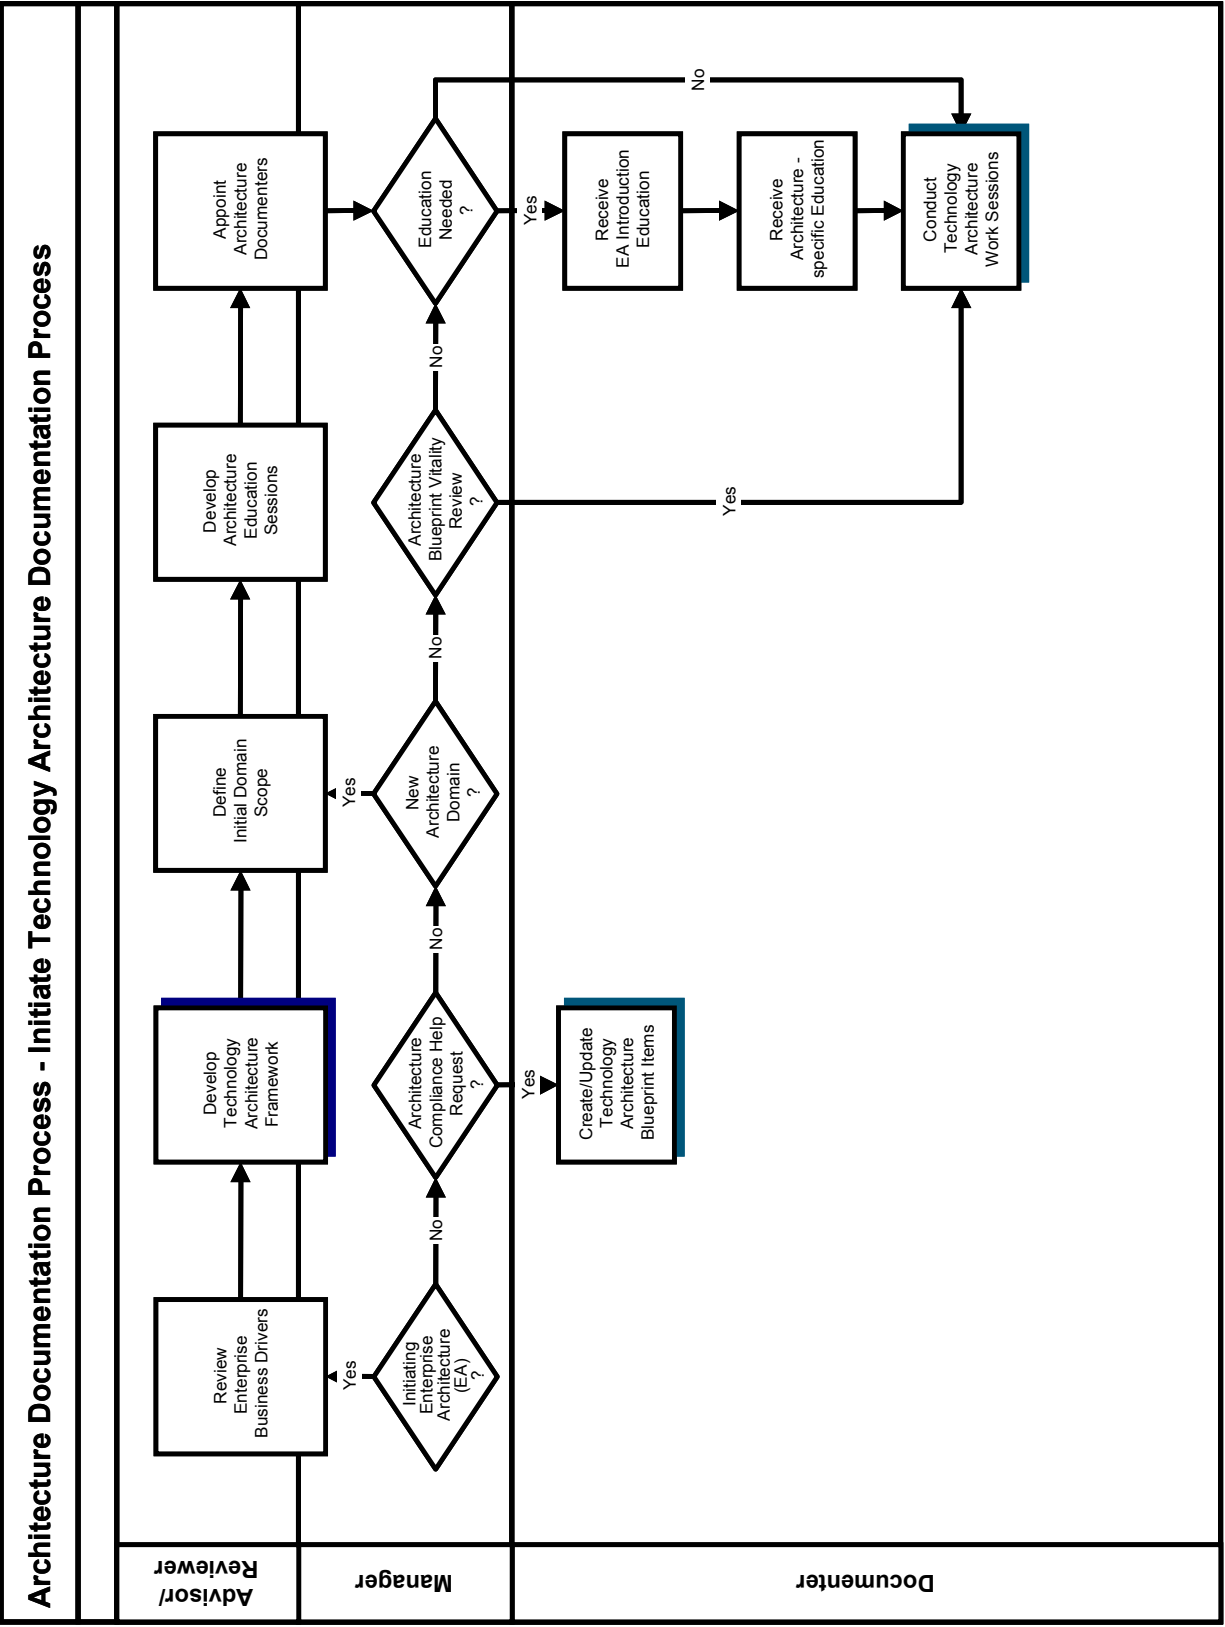 Architecture Documentation Process - Initiate Technology Architecture Documentation Process
Advisor/
Reviewer
Review
Enterprise
Business Drivers
Develop
Technology
Architecture
Framework
Define
Initial Domain
Scope
Develop
Architecture
Education
Sessions
Appoint
Architecture
Documenters
Manager
Yes
Initiating
Enterprise
Architecture
(EA)
?
No
Architecture
Compliance Help
Request
?
No
Yes
New
Architecture
Domain
?
No
Architecture
Blueprint Vitality
Review
?
No
Education
Needed
?
Documenter
Yes
Create/Update
Technology
Architecture
Blueprint Items
Yes
Yes
Receive
EA Introduction
Education
No
Receive
Architecture -
specific Education
Conduct
Technology
Architecture
Work Sessions